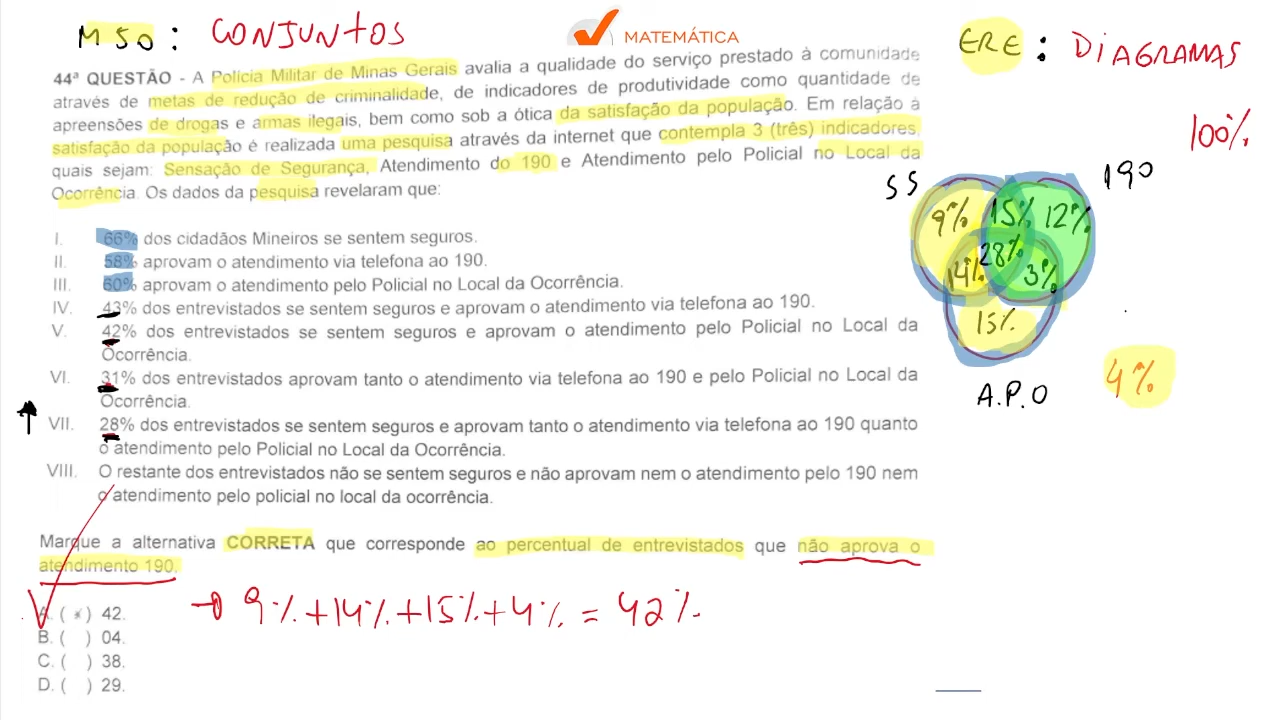 M50 : CONJUNTOS
MATEMÁTICA
ERE : DIAGRAMAS
100%
44ª QUESTÃO - A Polícia Militar de Minas Gerais avalia a qualidade do serviço prestado à comunidade
através de metas de redução de criminalidade, de indicadores de produtividade como quantidade de
apreensões de drogas e armas ilegais, bem como sob a ótica da satisfação da população. Em relação à
satisfação da população é realizada uma pesquisa através da internet que contempla 3 (três) indicadores,
quais sejam: Sensação de Segurança, Atendimento do 190 e Atendimento pelo Policial no Local da
Ocorrência. Os dados da pesquisa revelaram que:
SS
190
9% 15% 12%
28%
14% 3%
15%
A.P.O
4%
I. 66% dos cidadãos Mineiros se sentem seguros.
II. 58% aprovam o atendimento via telefona ao 190.
III. 60% aprovam o atendimento pelo Policial no Local da Ocorrência.
IV. 43% dos entrevistados se sentem seguros e aprovam o atendimento via telefona ao 190.
V. 42% dos entrevistados se sentem seguros e aprovam o atendimento pelo Policial no Local da
Ocorrência.
VI. 31% dos entrevistados aprovam tanto o atendimento via telefona ao 190 e pelo Policial no Local da
Ocorrência.
VII. 28% dos entrevistados se sentem seguros e aprovam tanto o atendimento via telefona ao 190 quanto
o atendimento pelo Policial no Local da Ocorrência.
VIII. O restante dos entrevistados não se sentem seguros e não aprovam nem o atendimento pelo 190 nem
o atendimento pelo policial no local da ocorrência.
Marque a alternativa CORRETA que corresponde ao percentual de entrevistados que não aprova o
atendimento 190.
A. ( * ) 42.
→ 9% + 14% + 15% + 4% = 42%
B. ( ) 04.
C. ( ) 38.
D. ( ) 29.